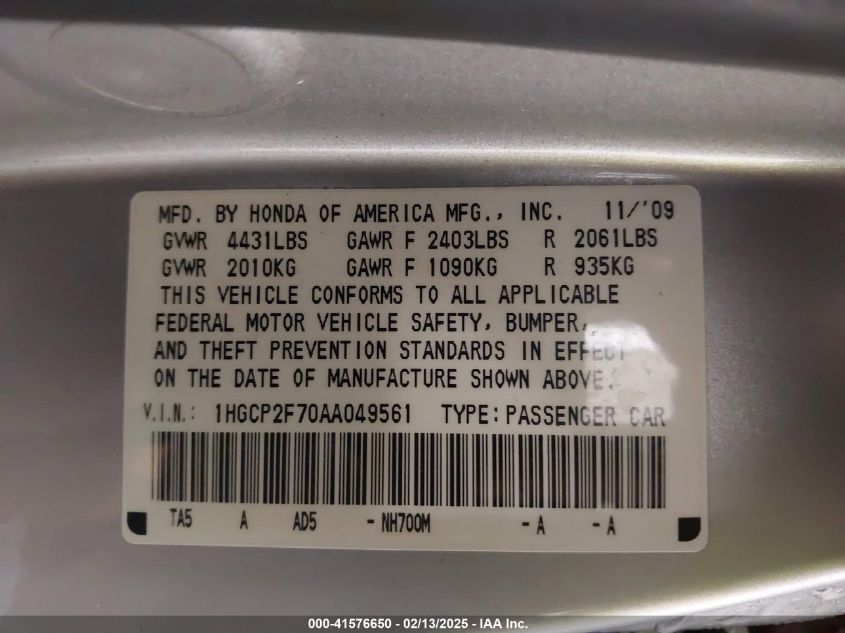 MFD. BY HONDA OF AMERICA MFG., INC. 11/'09
GVWR 4431LBS GAWR F 2403LBS R 2061LBS
GVWR 2010KG GAWR F 1090KG R 935KG
THIS VEHICLE CONFORMS TO ALL APPLICABLE
FEDERAL MOTOR VEHICLE SAFETY, BUMPER,
AND THEFT PREVENTION STANDARDS IN EFFECT
ON THE DATE OF MANUFACTURE SHOWN ABOVE.
V.I.N.: 1HGCP2F70AA049561 TYPE: PASSENGER CAR
TA5 A AD5 - NH700M - A - A
000-41576650 - 02/13/2025 - IAA Inc.